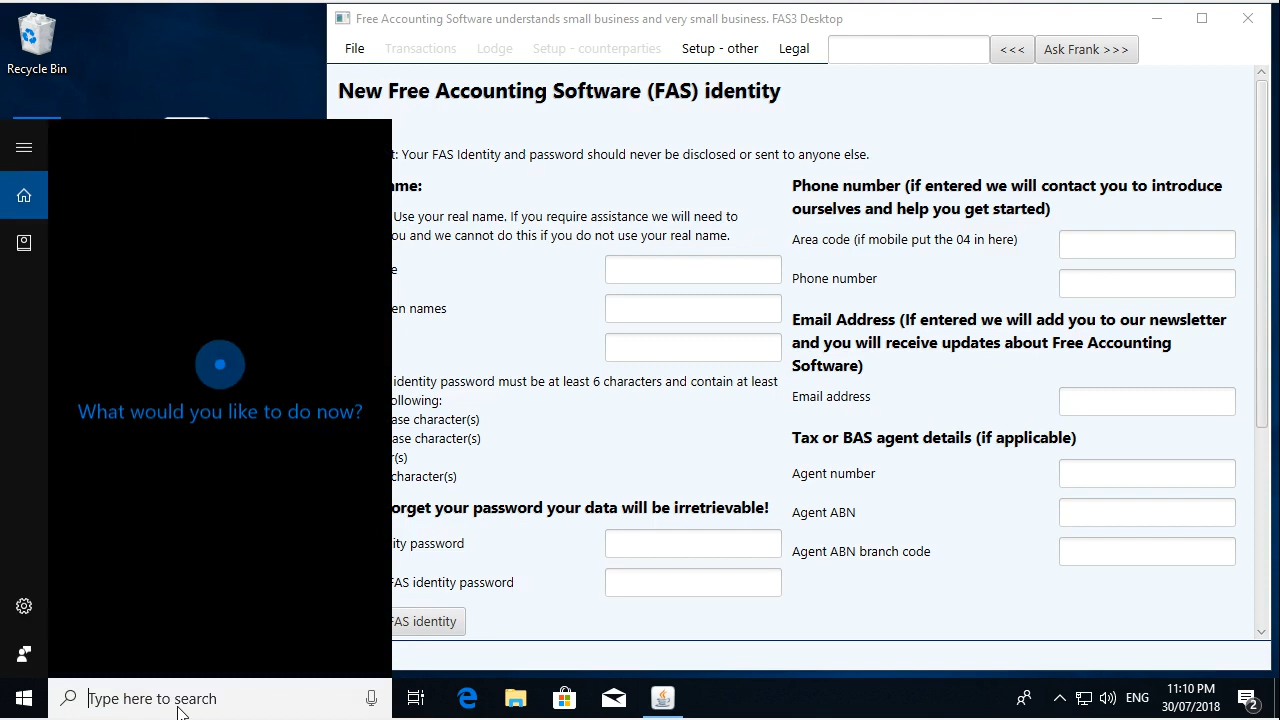 Recycle Bin
Free Accounting Software understands small business and very small business. FAS3 Desktop
File Transactions Lodge Setup - counterparties Setup - other Legal <<< Ask Frank >>>
New Free Accounting Software (FAS) identity
t: Your FAS Identity and password should never be disclosed or sent to anyone else.
ame:
Use your real name. If you require assistance we will need to
ou and we cannot do this if you do not use your real name.
e
en names
identity password must be at least 6 characters and contain at least
following:
ase character(s)
ase character(s)
r(s)
character(s)
orget your password your data will be irretrievable!
ity password
FAS identity password
FAS identity
Phone number (if entered we will contact you to introduce
ourselves and help you get started)
Area code (if mobile put the 04 in here)
Phone number
Email Address (If entered we will add you to our newsletter
and you will receive updates about Free Accounting
Software)
Email address
Tax or BAS agent details (if applicable)
Agent number
Agent ABN
Agent ABN branch code
What would you like to do now?
Type here to search
ENG
11:10 PM
30/07/2018
2